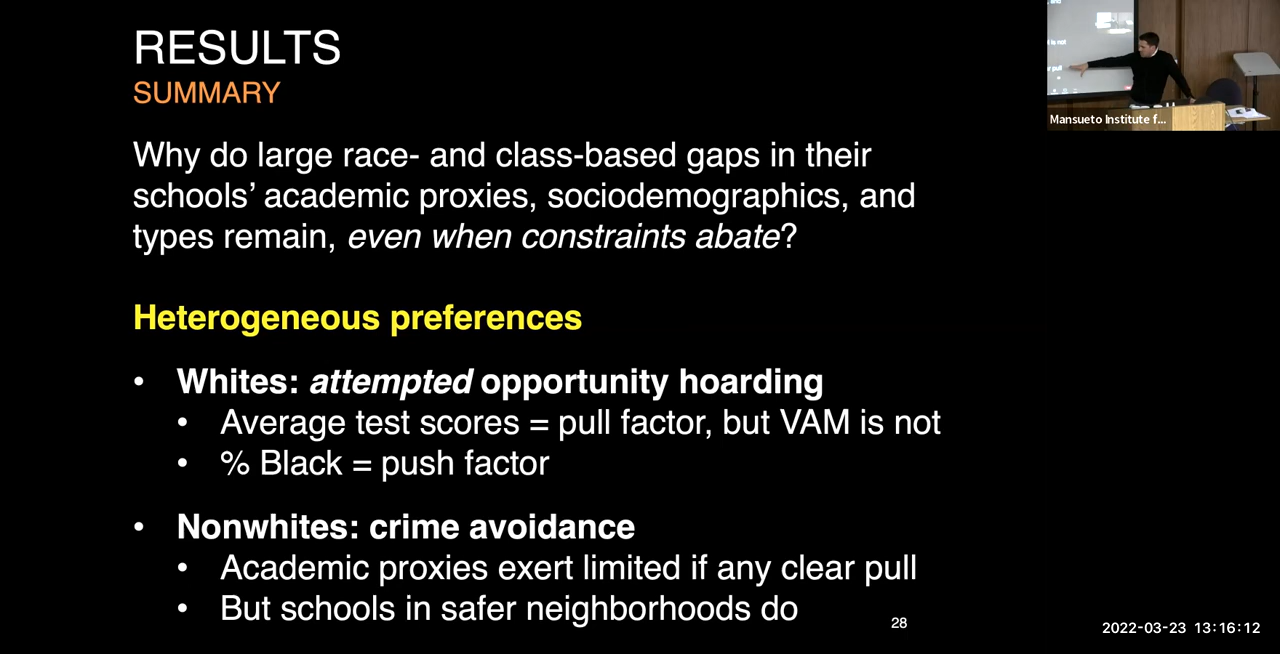 RESULTS
SUMMARY
Why do large race- and class-based gaps in their
schools’ academic proxies, sociodemographics, and
types remain, even when constraints abate?
Heterogeneous preferences
• Whites: attempted opportunity hoarding
• Average test scores = pull factor, but VAM is not
• % Black = push factor
• Nonwhites: crime avoidance
• Academic proxies exert limited if any clear pull
• But schools in safer neighborhoods do
28
Mansueto Institute f...
2022-03-23 13:16:12